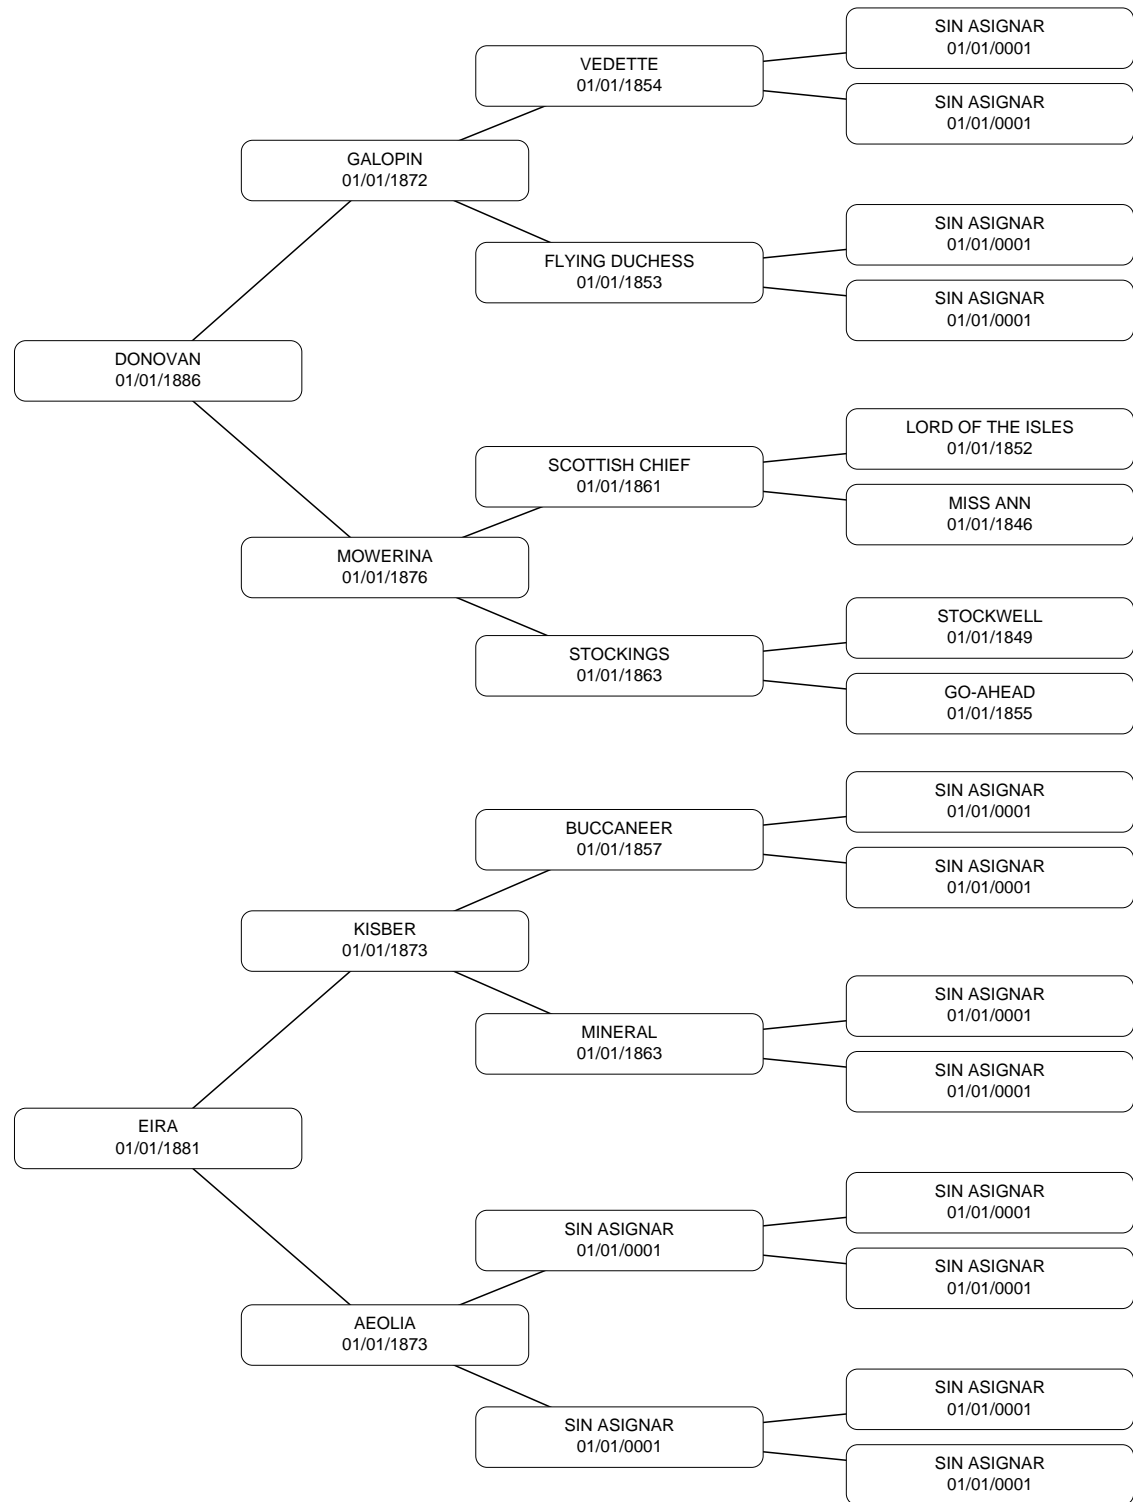 SIN ASIGNAR
01/01/0001
VEDETTE
01/01/1854
SIN ASIGNAR
01/01/0001
GALOPIN
01/01/1872
SIN ASIGNAR
01/01/0001
FLYING DUCHESS
01/01/1853
SIN ASIGNAR
01/01/0001
DONOVAN
01/01/1886
LORD OF THE ISLES
01/01/1852
SCOTTISH CHIEF
01/01/1861
MISS ANN
01/01/1846
MOWERINA
01/01/1876
STOCKWELL
01/01/1849
STOCKINGS
01/01/1863
GO-AHEAD
01/01/1855
SIN ASIGNAR
01/01/0001
BUCCANEER
01/01/1857
SIN ASIGNAR
01/01/0001
KISBER
01/01/1873
SIN ASIGNAR
01/01/0001
MINERAL
01/01/1863
SIN ASIGNAR
01/01/0001
EIRA
01/01/1881
SIN ASIGNAR
01/01/0001
SIN ASIGNAR
01/01/0001
SIN ASIGNAR
01/01/0001
AEOLIA
01/01/1873
SIN ASIGNAR
01/01/0001
SIN ASIGNAR
01/01/0001
SIN ASIGNAR
01/01/0001